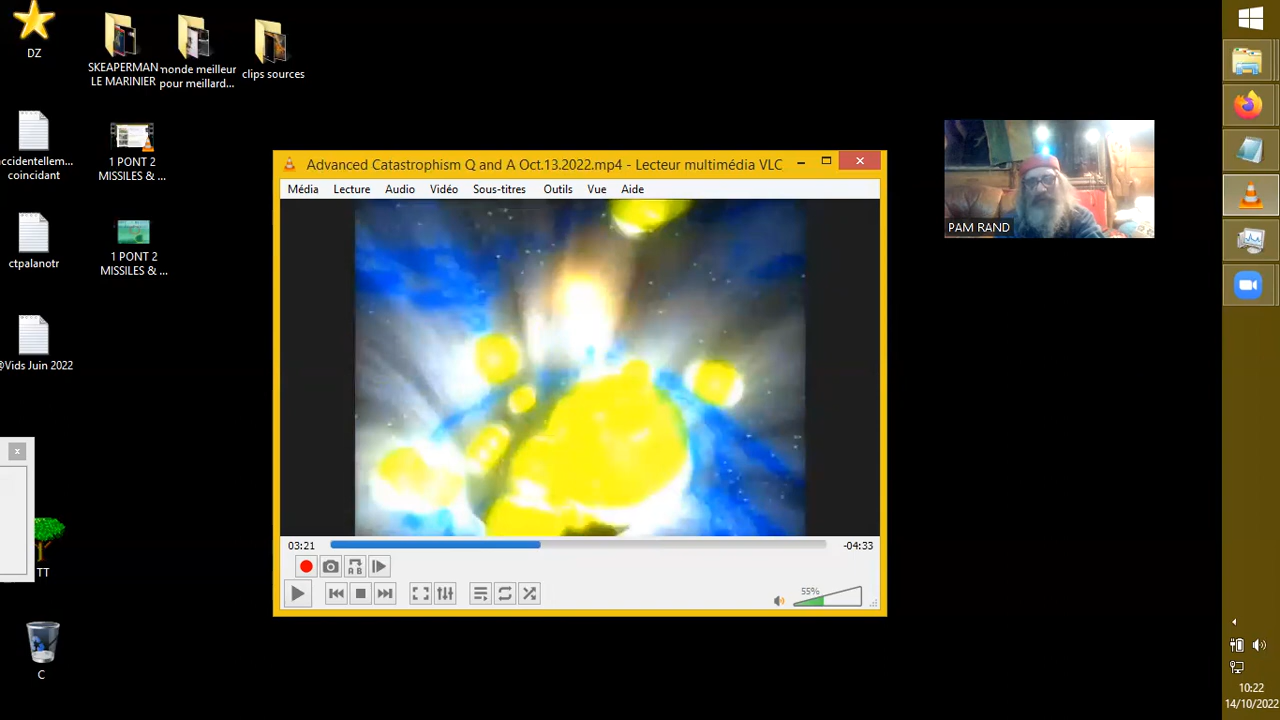 DZ
SKEAPERMAN
LE MARINIER
monde meilleur
pour meillard...
clips sources
ccidentellem...
coincidant
1 PONT 2
MISSILES & ...
ctpalanotr
1 PONT 2
MISSILES & ...
@Vids Juin 2022
TT
C
Advanced Catastrophism Q and A Oct.13.2022.mp4 - Lecteur multimédia VLC
Média Lecture Audio Vidéo Sous-titres Outils Vue Aide
03:21
-04:33
A B
55%
PAM RAND
10:22
14/10/2022